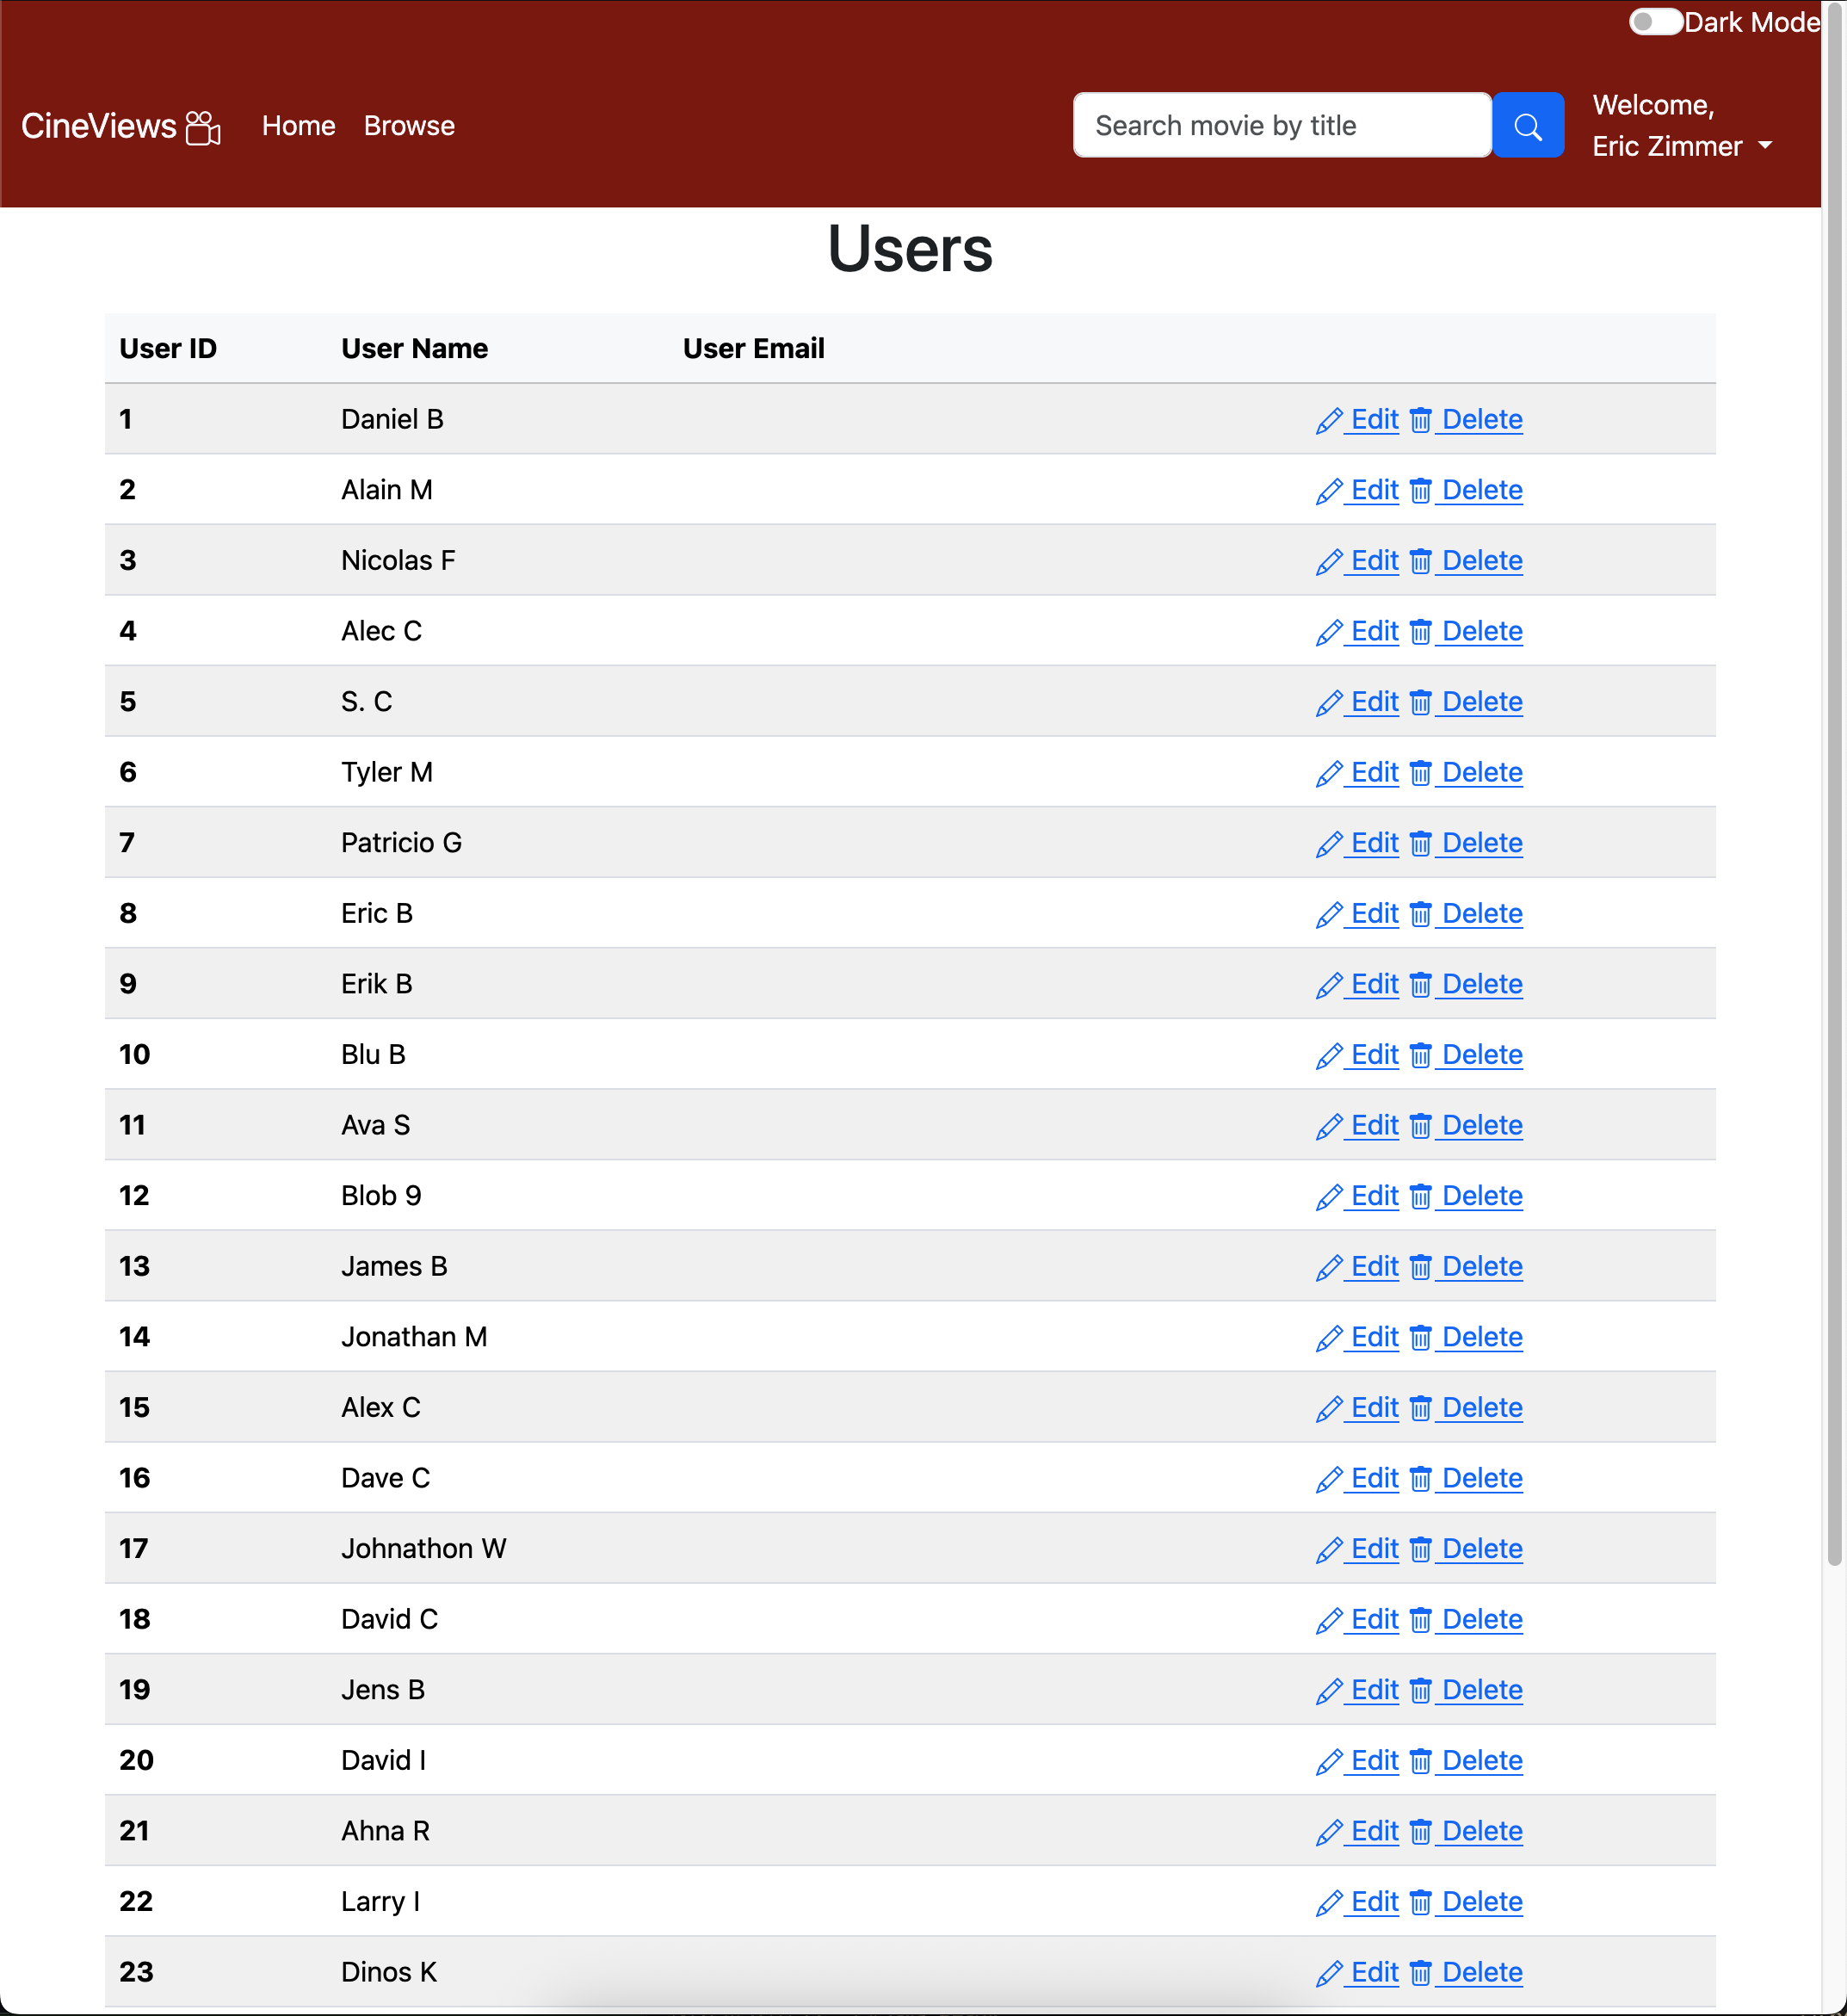 Dark Mode
CineViews Home Browse Search movie by title Welcome,
Eric Zimmer
Users
User ID User Name User Email
1 Daniel B Edit Delete
2 Alain M Edit Delete
3 Nicolas F Edit Delete
4 Alec C Edit Delete
5 S. C Edit Delete
6 Tyler M Edit Delete
7 Patricio G Edit Delete
8 Eric B Edit Delete
9 Erik B Edit Delete
10 Blu B Edit Delete
11 Ava S Edit Delete
12 Blob 9 Edit Delete
13 James B Edit Delete
14 Jonathan M Edit Delete
15 Alex C Edit Delete
16 Dave C Edit Delete
17 Johnathon W Edit Delete
18 David C Edit Delete
19 Jens B Edit Delete
20 David I Edit Delete
21 Ahna R Edit Delete
22 Larry I Edit Delete
23 Dinos K Edit Delete